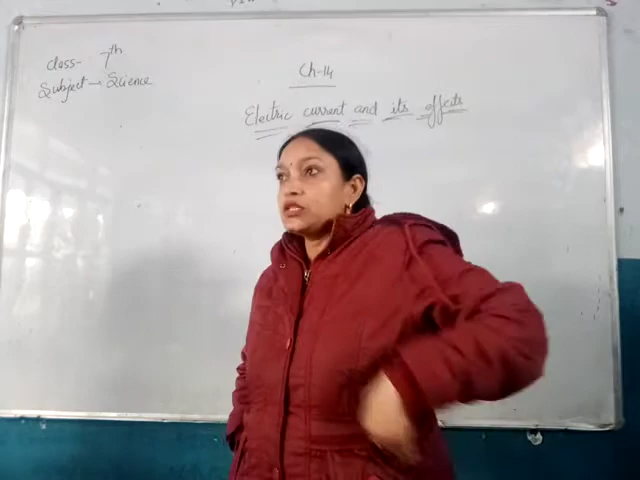 class- 7th
Subject - Science
Ch-14
Electric current and its effects